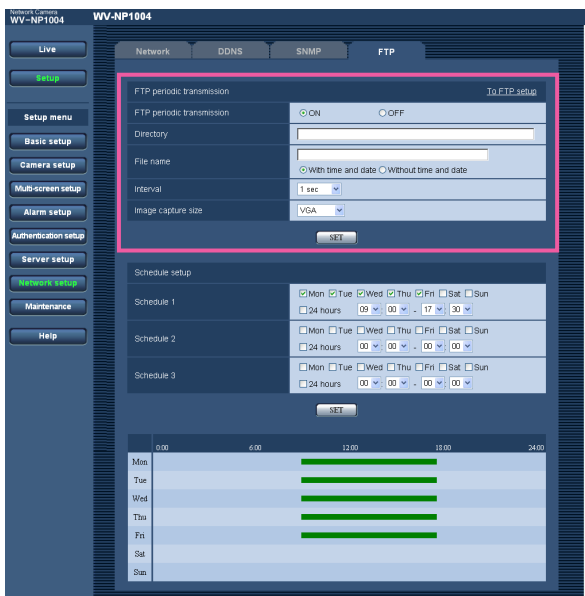 Network Camera
WV-NP1004
WV-NP1004
Live
Setup
Setup menu
Basic setup
Camera setup
Multi-screen setup
Alarm setup
Authentication setup
Server setup
Network setup
Maintenance
Help
Network DDNS SNMP FTP
FTP periodic transmission To FTP setup
FTP periodic transmission ON OFF
Directory
File name
With time and date Without time and date
Interval 1 sec
Image capture size VGA
SET
Schedule setup
Schedule 1 Mon Tue Wed Thu Fri Sat Sun
24 hours 09 : 00 - 17 : 30
Schedule 2 Mon Tue Wed Thu Fri Sat Sun
24 hours 00 : 00 - 00 : 00
Schedule 3 Mon Tue Wed Thu Fri Sat Sun
24 hours 00 : 00 - 00 : 00
SET
0:00 6:00 12:00 18:00 24:00
Mon
Tue
Wed
Thu
Fri
Sat
Sun